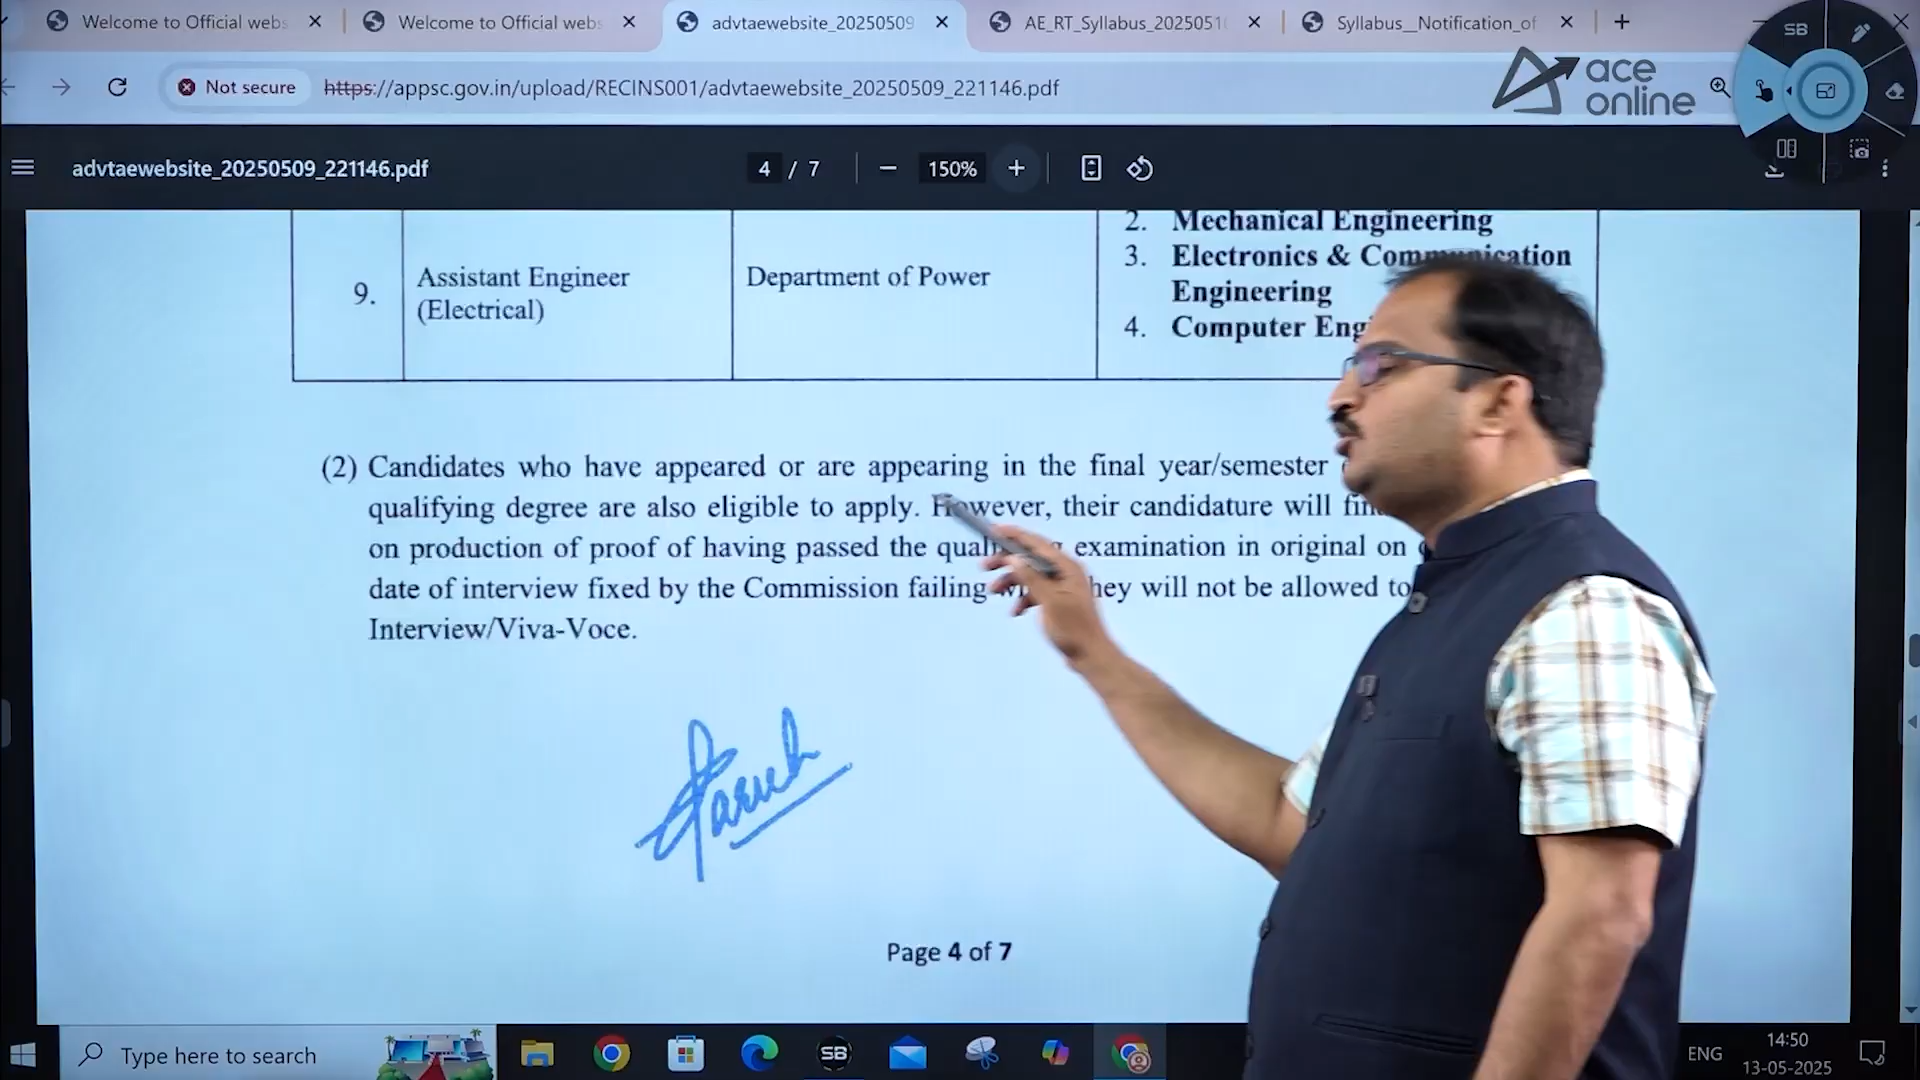 Welcome to Official webs
Welcome to Official webs
advtaewebsite_20250509
AE_RT_Syllabus_2025051
Syllabus__Notification_of
SB
Not secure
https://appsc.gov.in/upload/RECINS001/advtaewebsite_20250509_221146.pdf
ace
online
advtaewebsite_20250509_221146.pdf
4 / 7
150%
2. Mechanical Engineering
3. Electronics & Communication
Engineering
4. Computer Eng
9.
Assistant Engineer
(Electrical)
Department of Power
(2) Candidates who have appeared or are appearing in the final year/semester
qualifying degree are also eligible to apply. However, their candidature will
on production of proof of having passed the examination in original on
date of interview fixed by the Commission failing they will not be allowed to
Interview/Viva-Voce.
Page 4 of 7
Type here to search
SB
ENG
14:50
13-05-2025